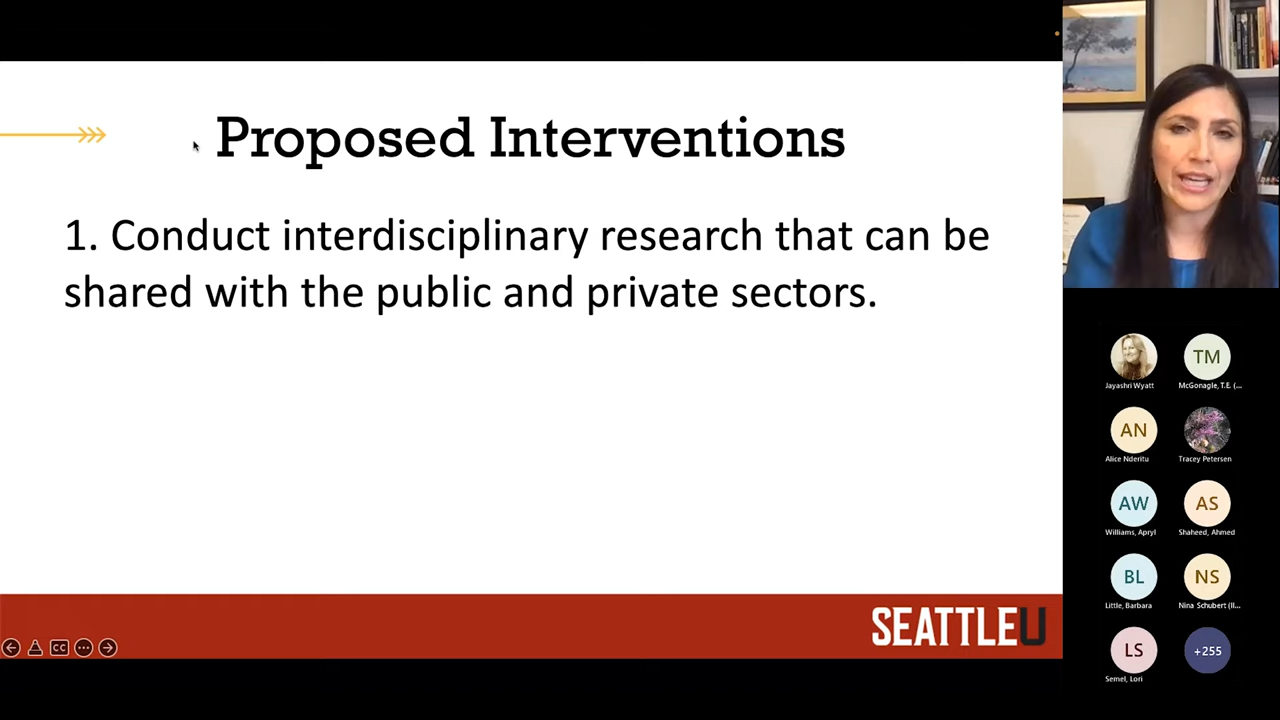 Proposed Interventions
1. Conduct interdisciplinary research that can be
shared with the public and private sectors.
SEATTLEU
CC
Jayashri Wyatt
TM
McGonagle, T.E. (...
AN
Alice Nderitu
Tracey Petersen
AW
Williams, Apryl
AS
Shaheed, Ahmed
BL
Little, Barbara
NS
Nina Schubert (Il...
LS
Semel, Lori
+255